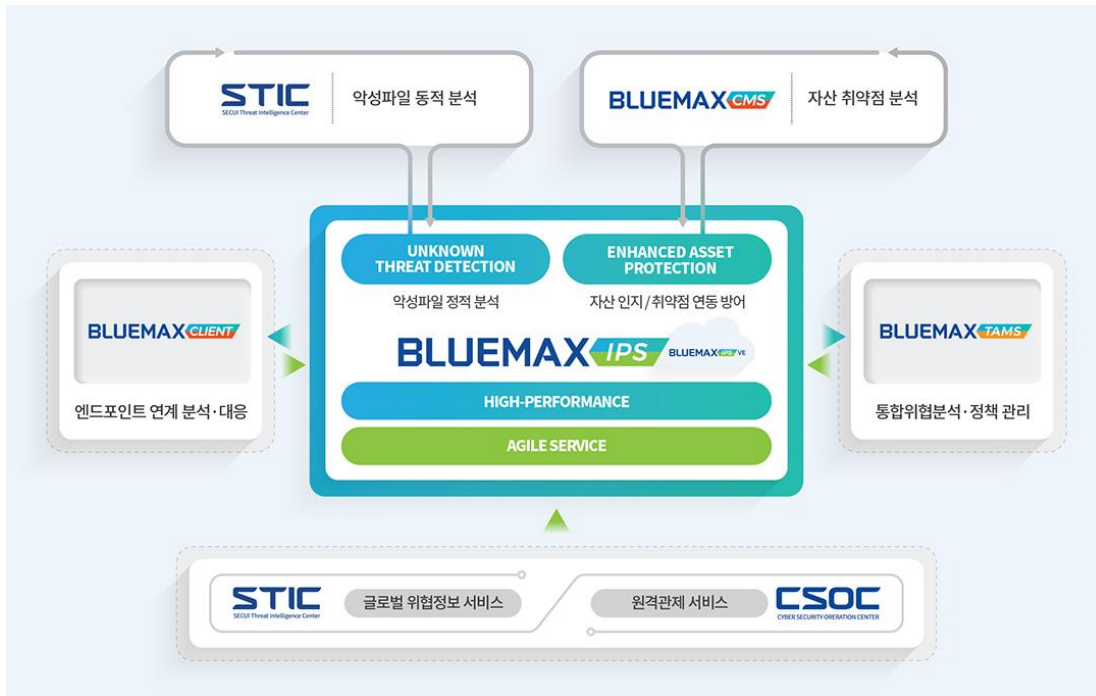 STIC
SECUI Threat Intelligence Center
악성파일 동적 분석
BLUEMAX CMS
자산 취약점 분석
UNKNOWN
THREAT DETECTION
악성파일 정적 분석
ENHANCED ASSET
PROTECTION
자산 인지 / 취약점 연동 방어
BLUEMAX IPS
BLUEMAX IPS VE
HIGH-PERFORMANCE
AGILE SERVICE
BLUEMAX CLIENT
엔드포인트 연계 분석·대응
BLUEMAX TAMS
통합위협분석·정책 관리
STIC
SECUI Threat Intelligence Center
글로벌 위협정보 서비스
원격관제 서비스
CSOC
CYBER SECURITY ORERATION CENTER